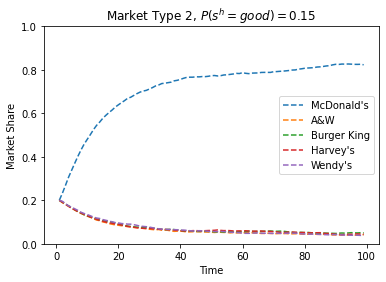 Market Type 2, P(s^h = good) = 0.15
Market Share
1.0
0.8
0.6
0.4
0.2
0.0
McDonald's
A&W
Burger King
Harvey's
Wendy's
0 20 40 60 80 100
Time